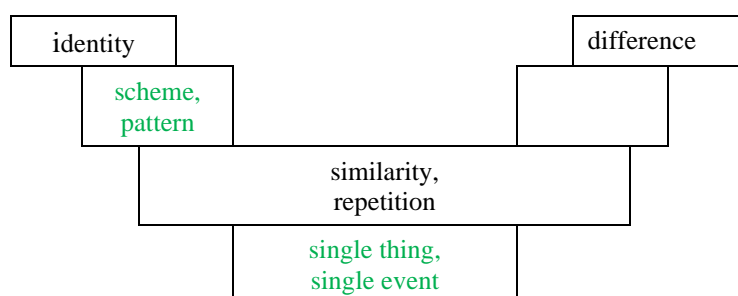 identity
difference
scheme,
pattern
similarity,
repetition
single thing,
single event